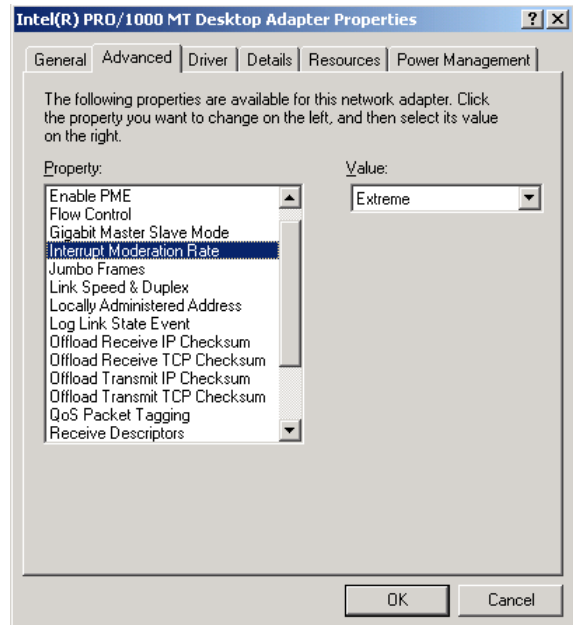 Intel(R) PRO/1000 MT Desktop Adapter Properties
General Advanced Driver Details Resources Power Management
The following properties are available for this network adapter. Click
the property you want to change on the left, and then select its value
on the right.
Property:
Enable PME
Flow Control
Gigabit Master Slave Mode
Interrupt Moderation Rate
Jumbo Frames
Link Speed & Duplex
Locally Administered Address
Log Link State Event
Offload Receive IP Checksum
Offload Receive TCP Checksum
Offload Transmit IP Checksum
Offload Transmit TCP Checksum
QoS Packet Tagging
Receive Descriptors
Value:
Extreme
OK Cancel